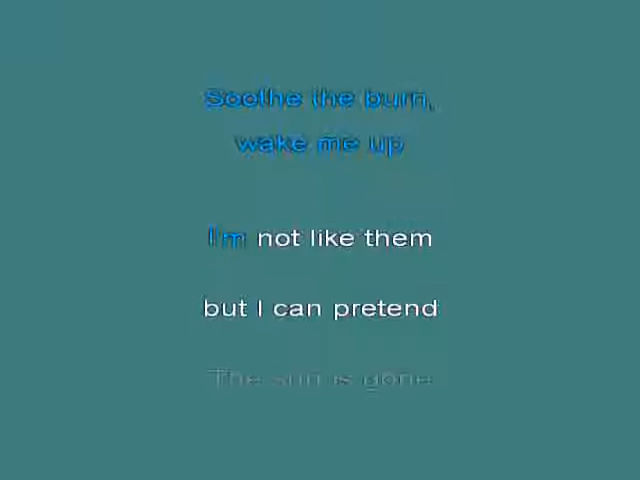 Soothe the burn,
wake me up
I'm not like them
but I can pretend
The sun is gone